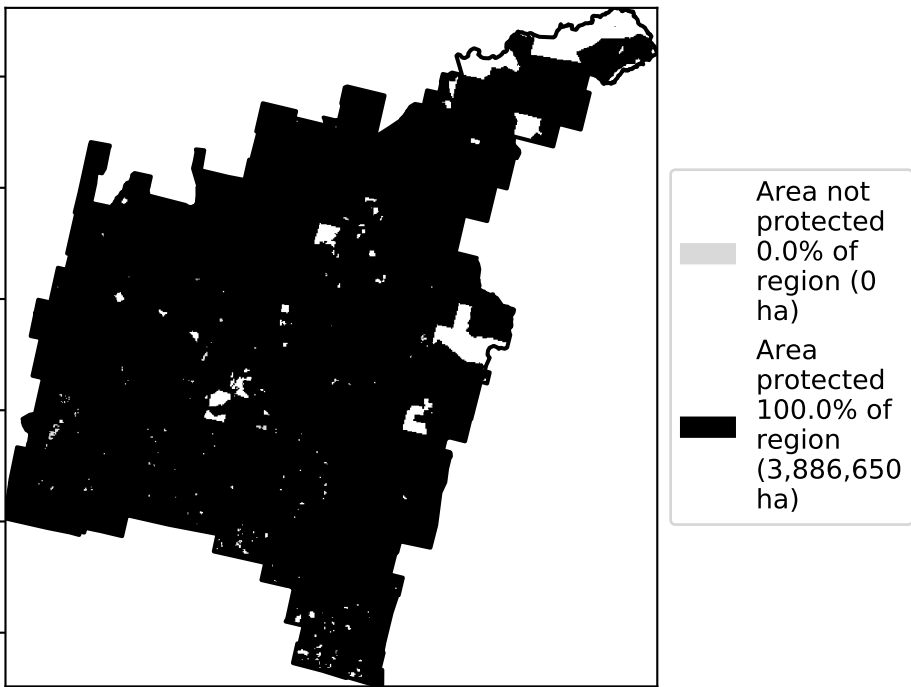 Area not
protected
0.0% of
region (0
ha)
Area
protected
100.0% of
region
(3,886,650
ha)